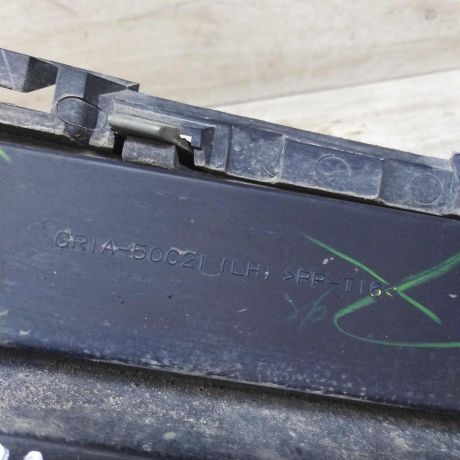 GR1A-50C21 (LH) >PP-T16<
б/у